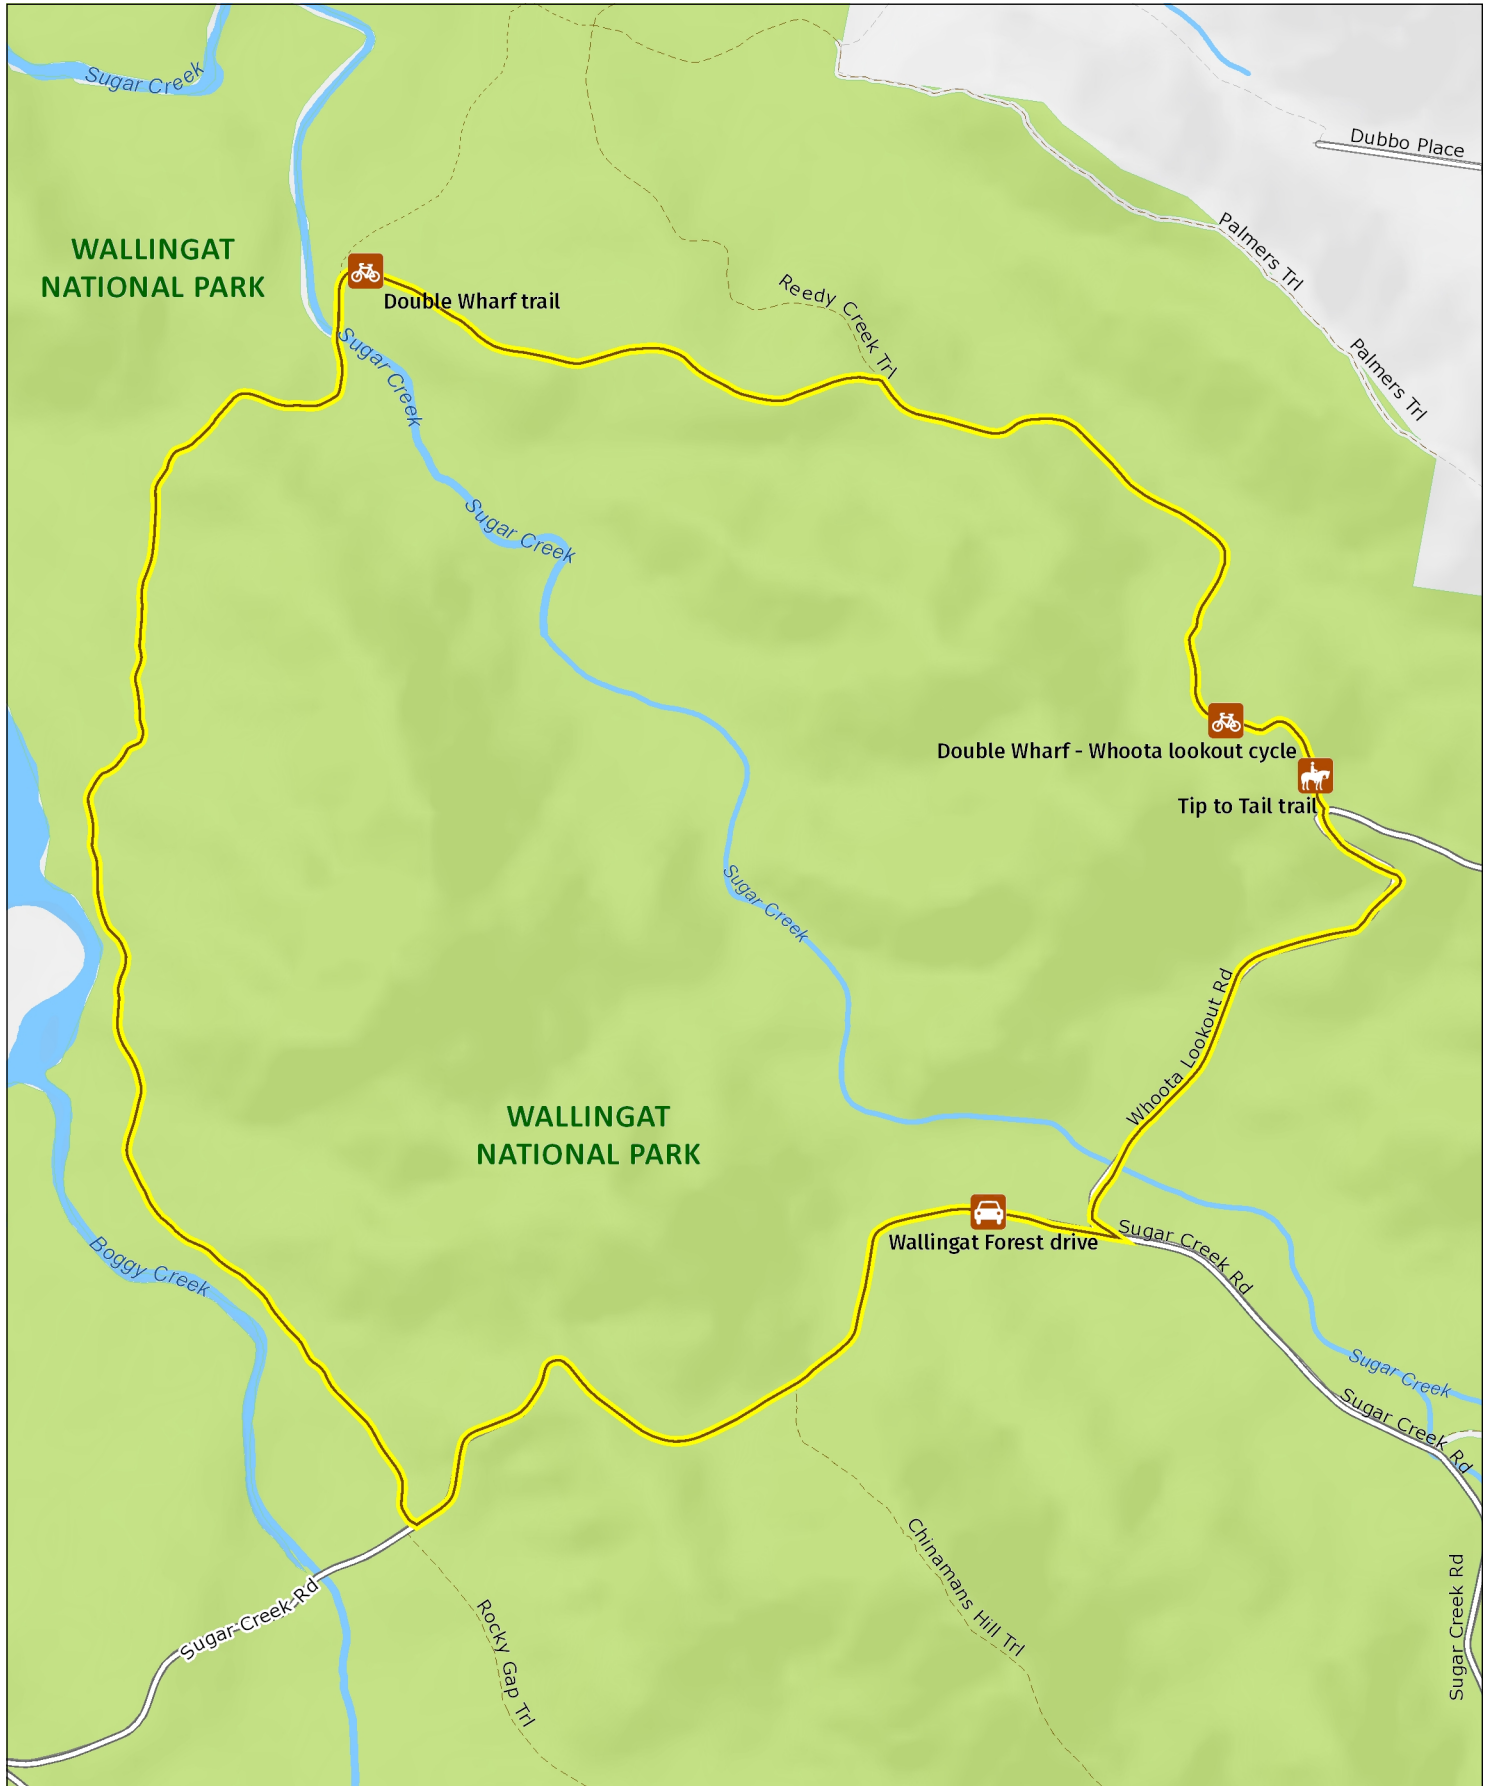 Sugar Creek
Dubbo Place
Palmers Trl
WALLINGAT
NATIONAL PARK
Double Wharf trail
Reedy Creek Trl
Palmers Trl
Sugar Creek
Sugar Creek
Double Wharf - Whoota lookout cycle
Tip to Tail trail
Sugar Creek
Whoota Lookout Rd
WALLINGAT
NATIONAL PARK
Wallingat Forest drive
Sugar Creek Rd
Boggy Creek
Sugar Creek
Sugar Creek Rd
Chinamans Hill Trl
Sugar Creek Rd
Sugar-Creek-Rd
Rocky Gap Trl